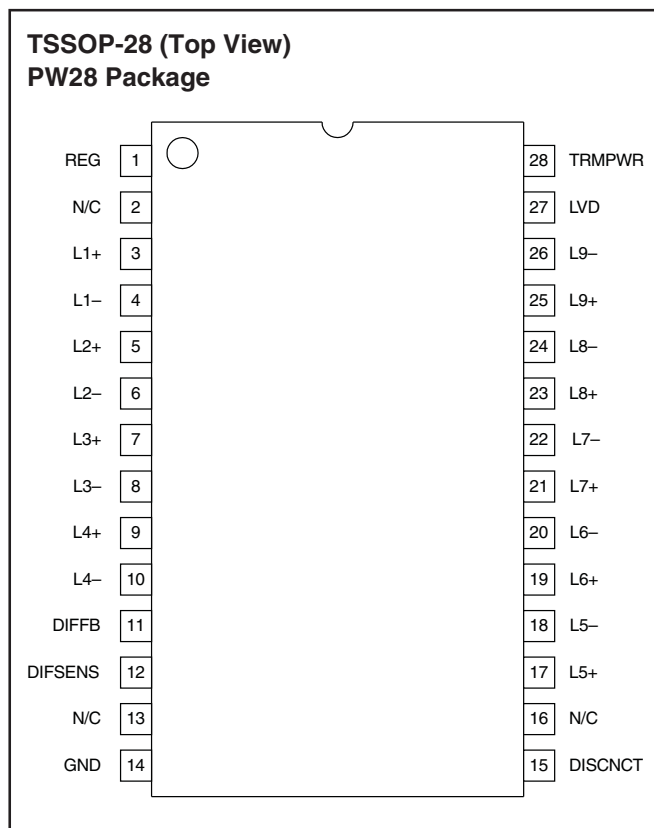 TSSOP-28 (Top View)
PW28 Package
REG 1 28 TRMPWR
N/C 2 27 LVD
L1+ 3 26 L9–
L1– 4 25 L9+
L2+ 5 24 L8–
L2– 6 23 L8+
L3+ 7 22 L7–
L3– 8 21 L7+
L4+ 9 20 L6–
L4– 10 19 L6+
DIFFB 11 18 L5–
DIFSENS 12 17 L5+
N/C 13 16 N/C
GND 14 15 DISCNCT